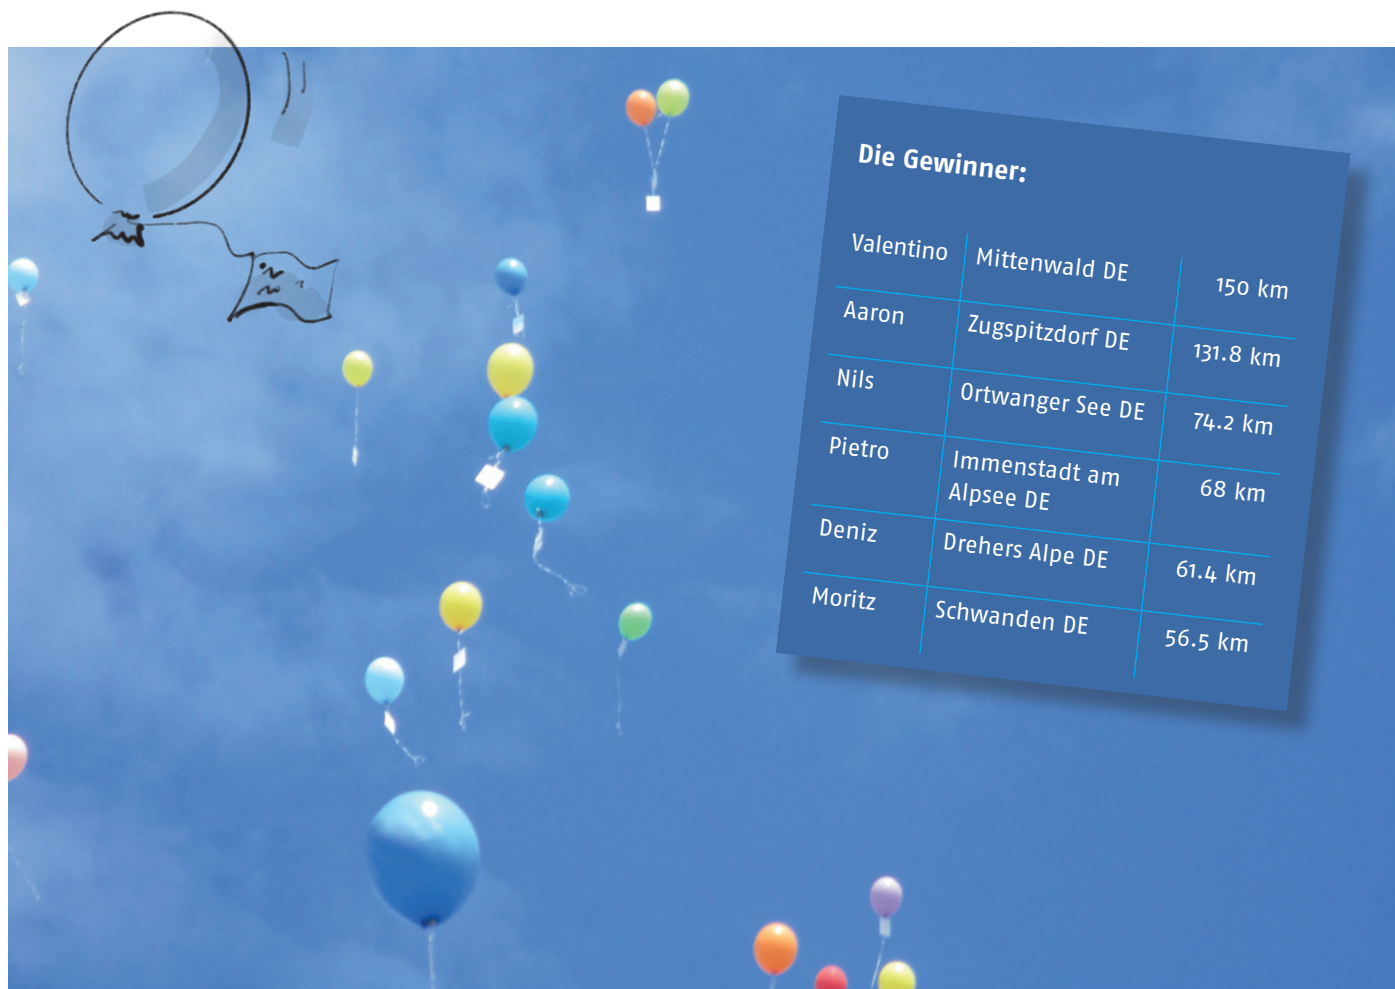 Die Gewinner:
Valentino Mittenwald DE 150 km
Aaron Zugspitzdorf DE 131.8 km
Nils Ortwanger See DE 74.2 km
Pietro Immenstadt am 68 km
Alpsee DE
Deniz Drehers Alpe DE 61.4 km
Moritz Schwanden DE 56.5 km